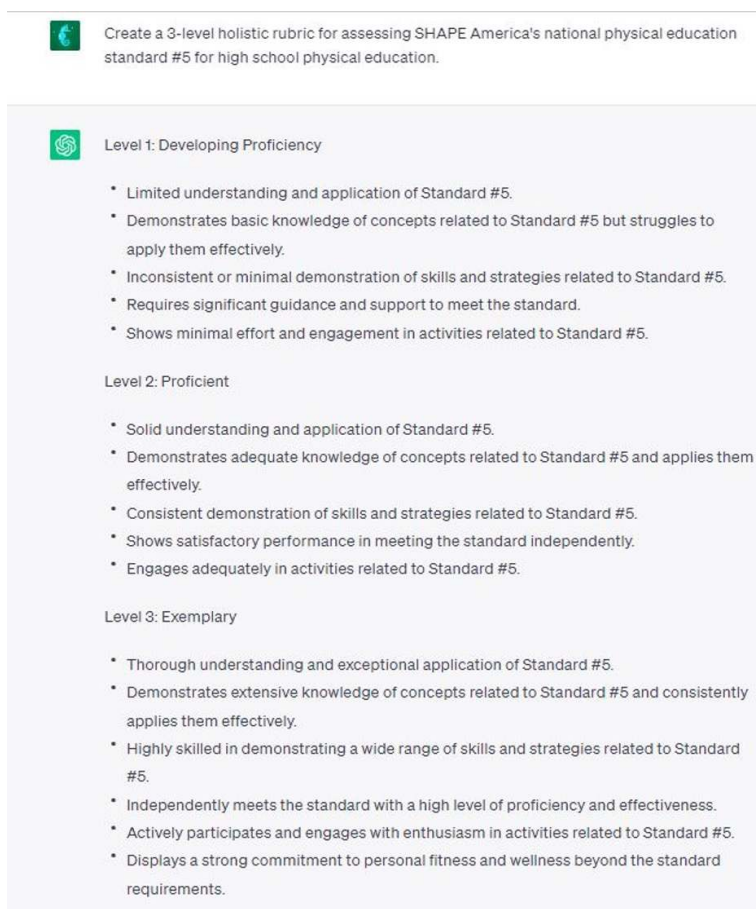 Create a 3-level holistic rubric for assessing SHAPE America's national physical education
standard #5 for high school physical education.
Level 1: Developing Proficiency
• Limited understanding and application of Standard #5.
• Demonstrates basic knowledge of concepts related to Standard #5 but struggles to
apply them effectively.
• Inconsistent or minimal demonstration of skills and strategies related to Standard #5.
• Requires significant guidance and support to meet the standard.
• Shows minimal effort and engagement in activities related to Standard #5.
Level 2: Proficient
• Solid understanding and application of Standard #5.
• Demonstrates adequate knowledge of concepts related to Standard #5 and applies them
effectively.
• Consistent demonstration of skills and strategies related to Standard #5.
• Shows satisfactory performance in meeting the standard independently.
• Engages adequately in activities related to Standard #5.
Level 3: Exemplary
• Thorough understanding and exceptional application of Standard #5.
• Demonstrates extensive knowledge of concepts related to Standard #5 and consistently
applies them effectively.
• Highly skilled in demonstrating a wide range of skills and strategies related to Standard
#5.
• Independently meets the standard with a high level of proficiency and effectiveness.
• Actively participates and engages with enthusiasm in activities related to Standard #5.
• Displays a strong commitment to personal fitness and wellness beyond the standard
requirements.